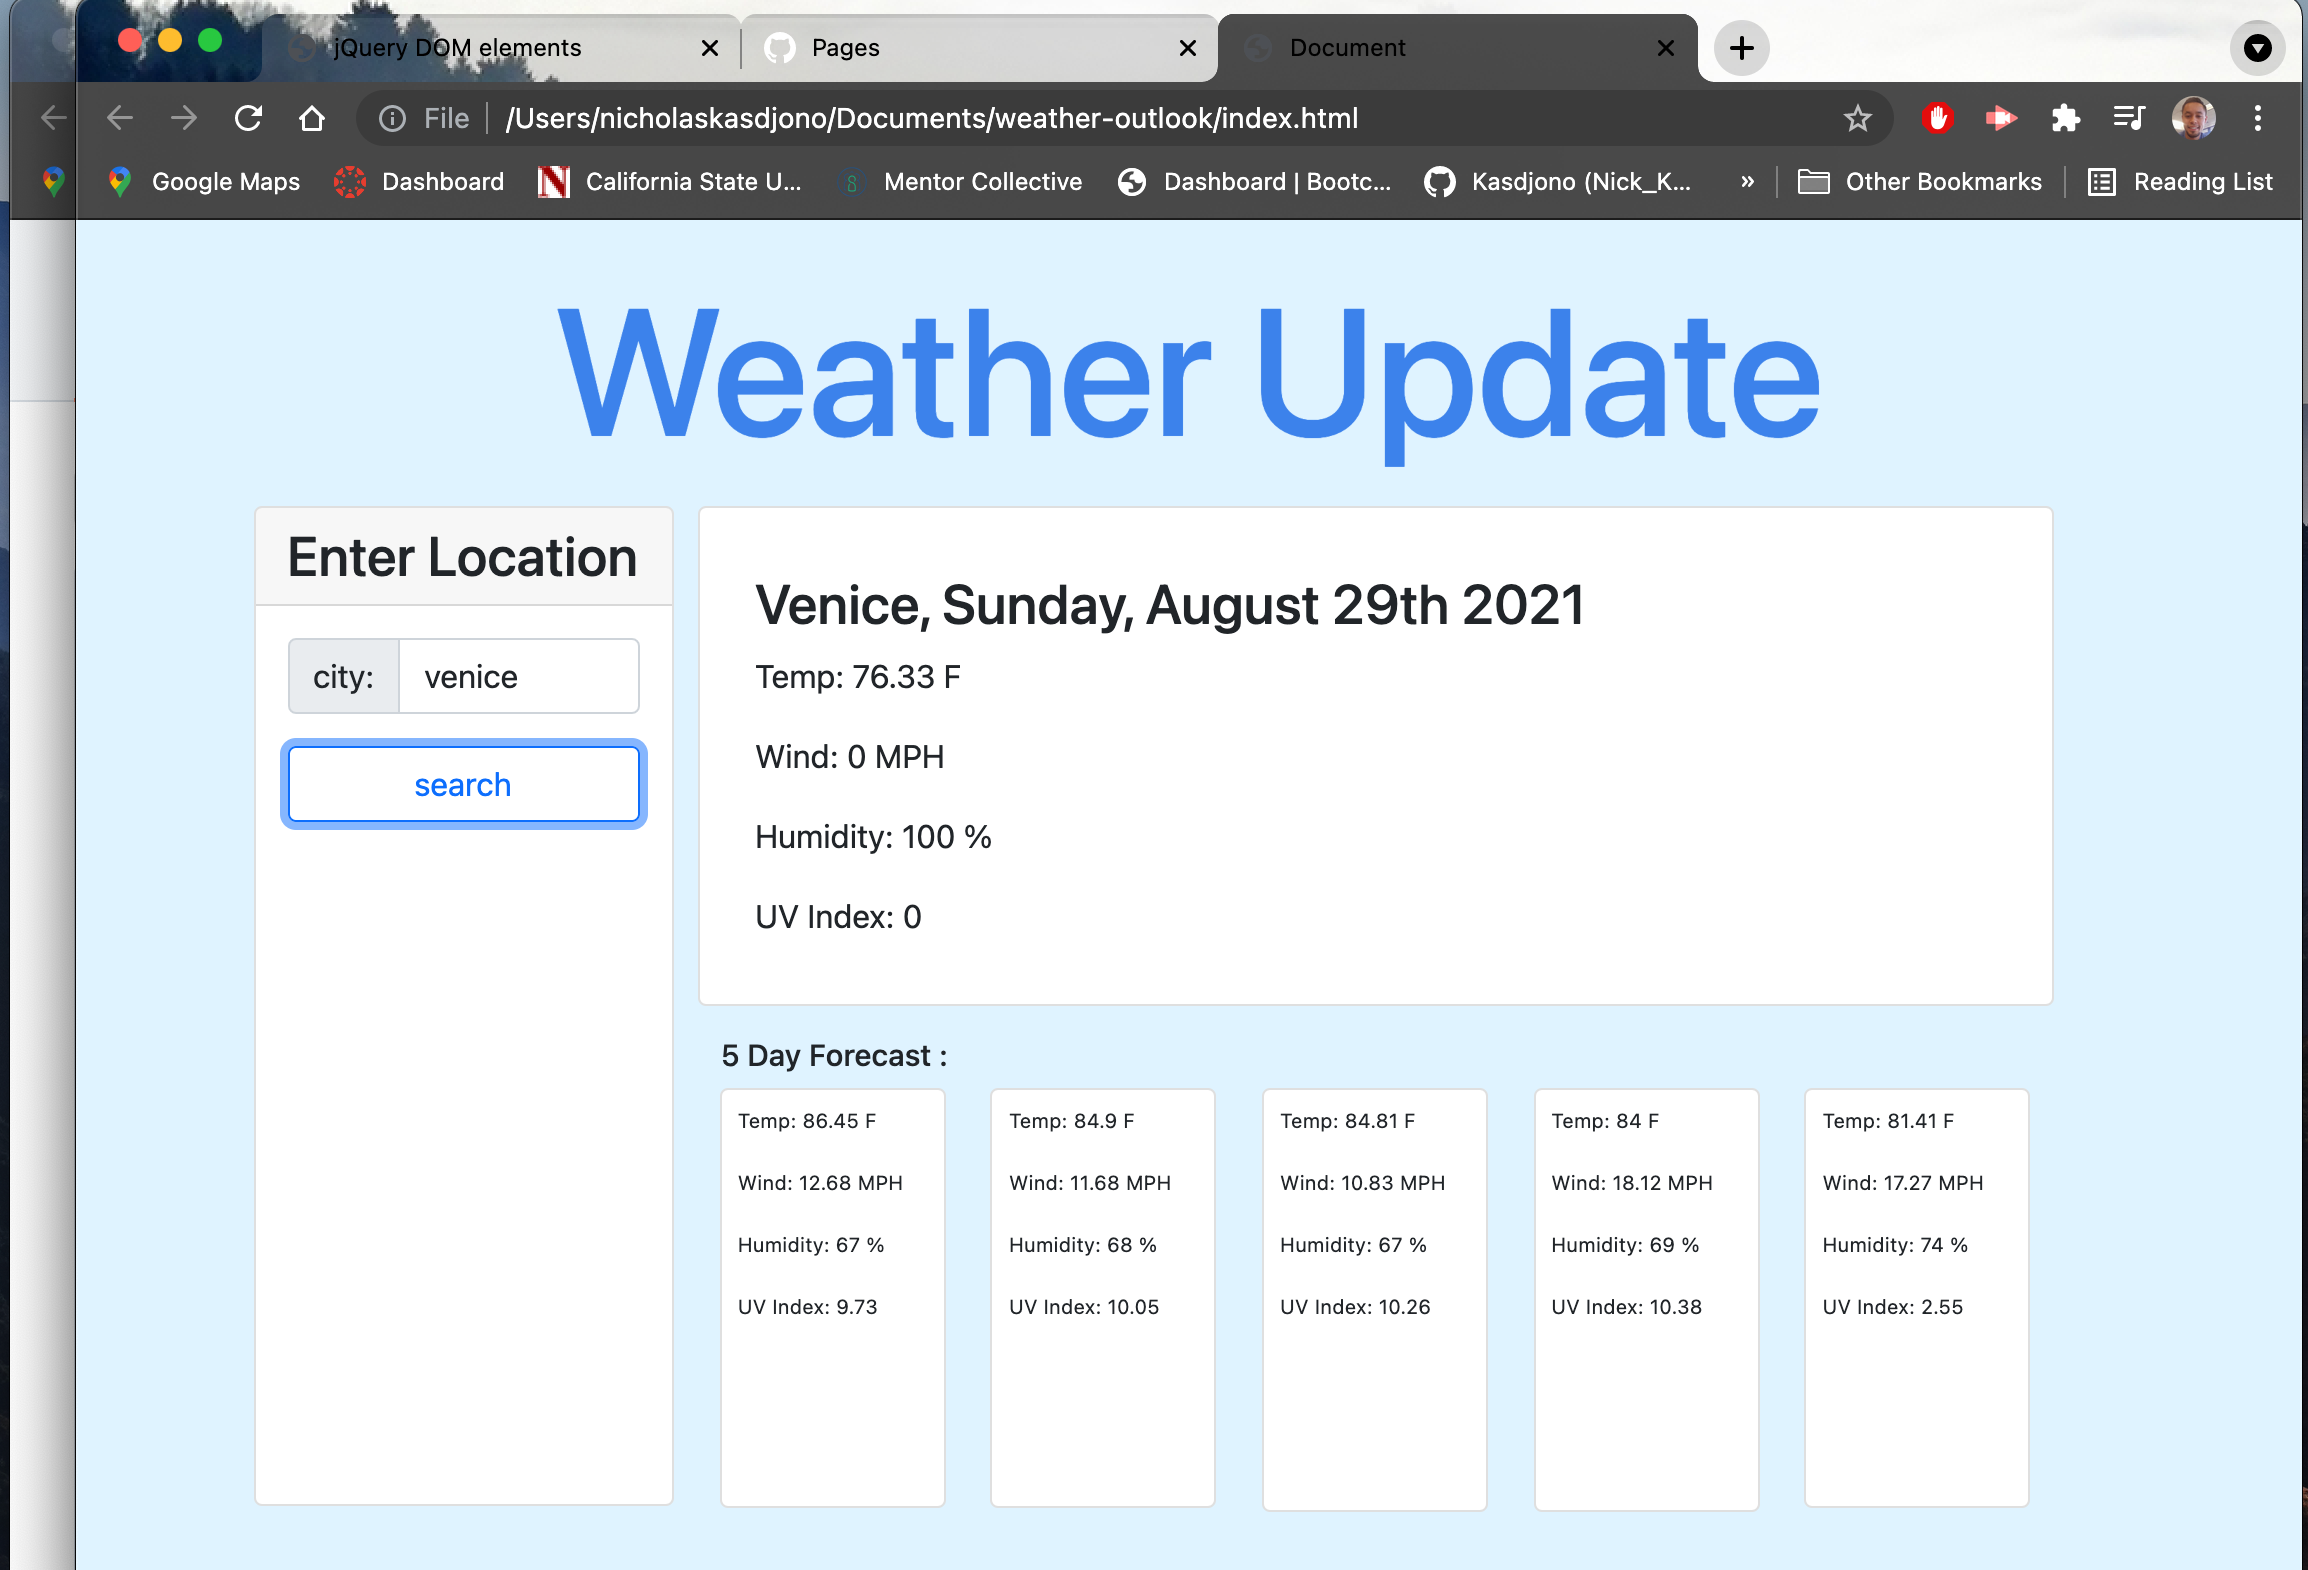 jQuery DOM elements
Pages
Document
File
/Users/nicholaskasdjono/Documents/weather-outlook/index.html
Google Maps
Dashboard
California State U...
Mentor Collective
Dashboard | Bootc...
Kasdjono (Nick_K...
»
Other Bookmarks
Reading List
Weather Update
Enter Location
city:
venice
search
Venice, Sunday, August 29th 2021
Temp: 76.33 F
Wind: 0 MPH
Humidity: 100 %
UV Index: 0
5 Day Forecast :
Temp: 86.45 F
Wind: 12.68 MPH
Humidity: 67 %
UV Index: 9.73
Temp: 84.9 F
Wind: 11.68 MPH
Humidity: 68 %
UV Index: 10.05
Temp: 84.81 F
Wind: 10.83 MPH
Humidity: 67 %
UV Index: 10.26
Temp: 84 F
Wind: 18.12 MPH
Humidity: 69 %
UV Index: 10.38
Temp: 81.41 F
Wind: 17.27 MPH
Humidity: 74 %
UV Index: 2.55